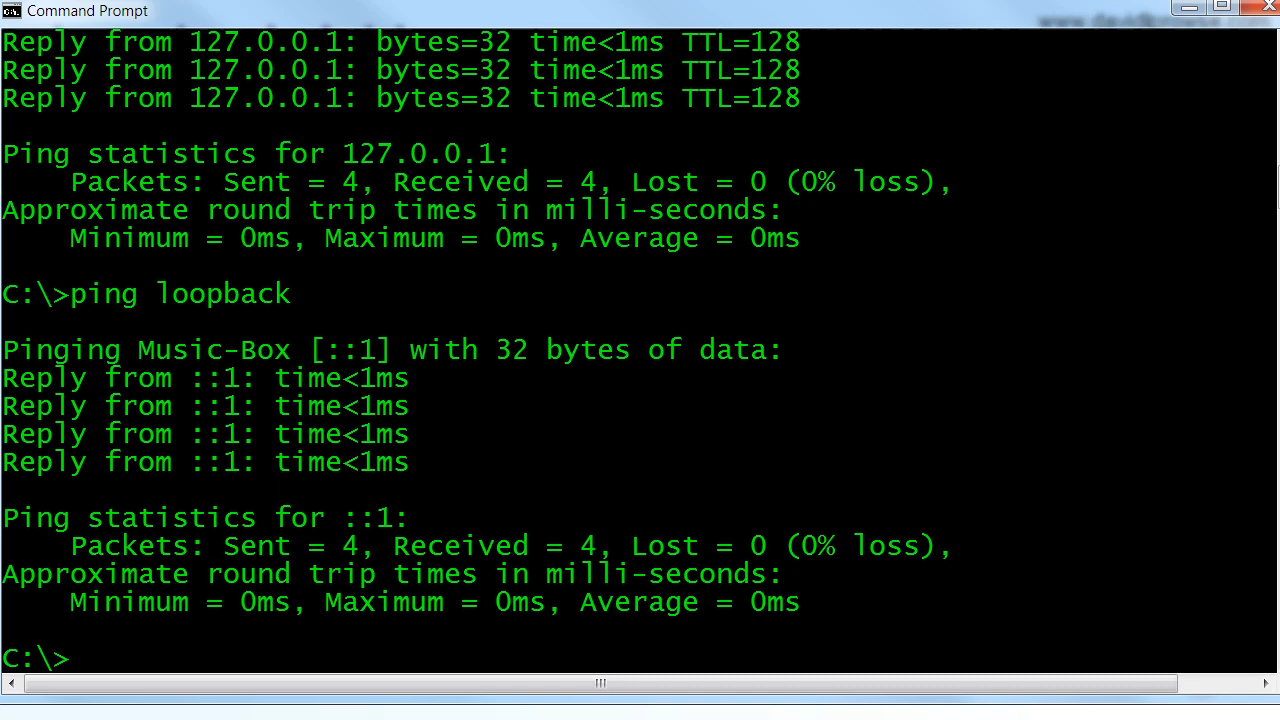 Command Prompt
Reply from 127.0.0.1: bytes=32 time<1ms TTL=128
Reply from 127.0.0.1: bytes=32 time<1ms TTL=128
Reply from 127.0.0.1: bytes=32 time<1ms TTL=128
Ping statistics for 127.0.0.1:
Packets: Sent = 4, Received = 4, Lost = 0 (0% loss),
Approximate round trip times in milli-seconds:
Minimum = 0ms, Maximum = 0ms, Average = 0ms
C:\>ping loopback
Pinging Music-Box [::1] with 32 bytes of data:
Reply from ::1: time<1ms
Reply from ::1: time<1ms
Reply from ::1: time<1ms
Reply from ::1: time<1ms
Ping statistics for ::1:
Packets: Sent = 4, Received = 4, Lost = 0 (0% loss),
Approximate round trip times in milli-seconds:
Minimum = 0ms, Maximum = 0ms, Average = 0ms
C:\>